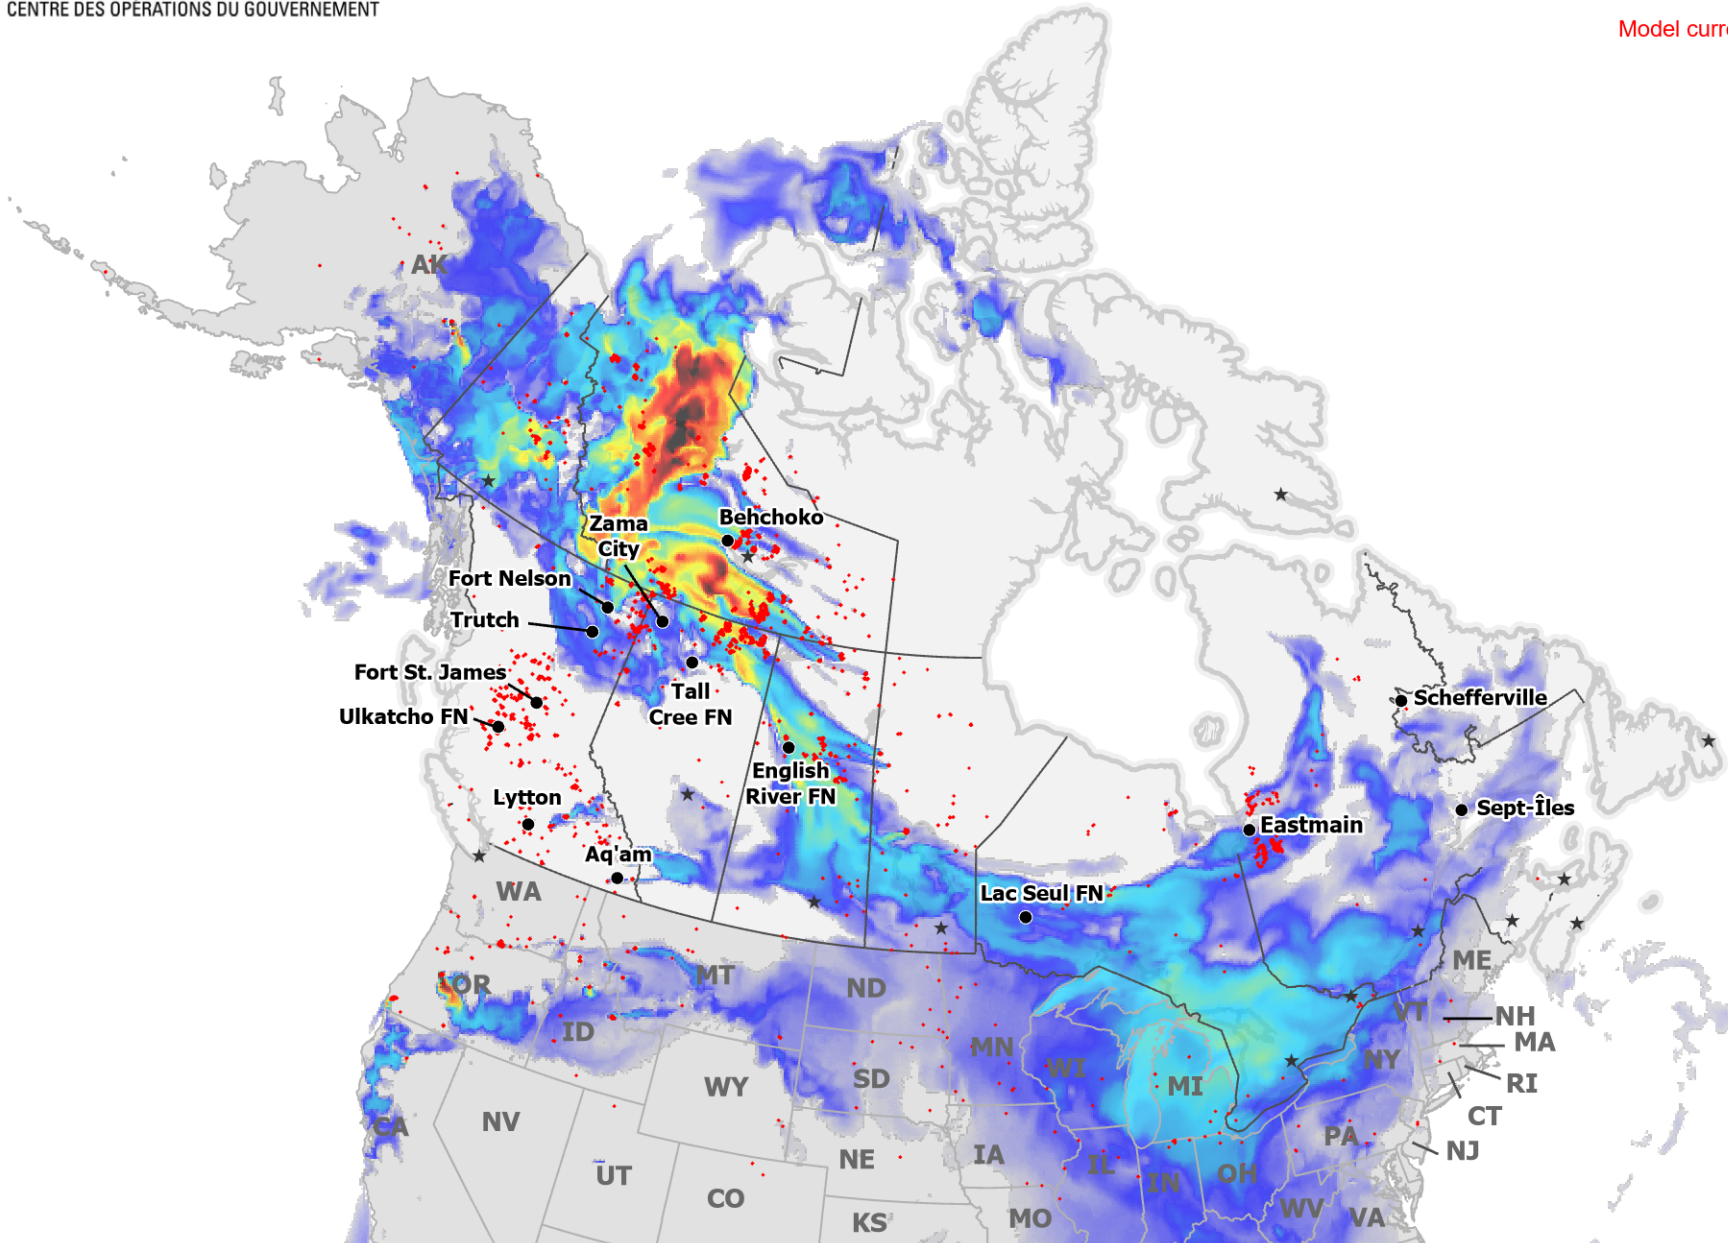 CENTRE DES OPÉRATIONS DU GOUVERNEMENT
Model curre
AK
Zama
City
Behchoko
Fort Nelson
Trutch
Fort St. James
Ulkatcho FN
Tall
Cree FN
Schefferville
English
River FN
Lytton
Sept-Îles
Eastmain
Aq'am
Lac Seul FN
WA
ME
OR
MT
ND
VT
NH
ID
MN
MA
WI
NY
WY
SD
MI
RI
NV
CT
CA
PA
NJ
NE
IA
IL
UT
IN
OH
CO
MO
WV
VA
KS